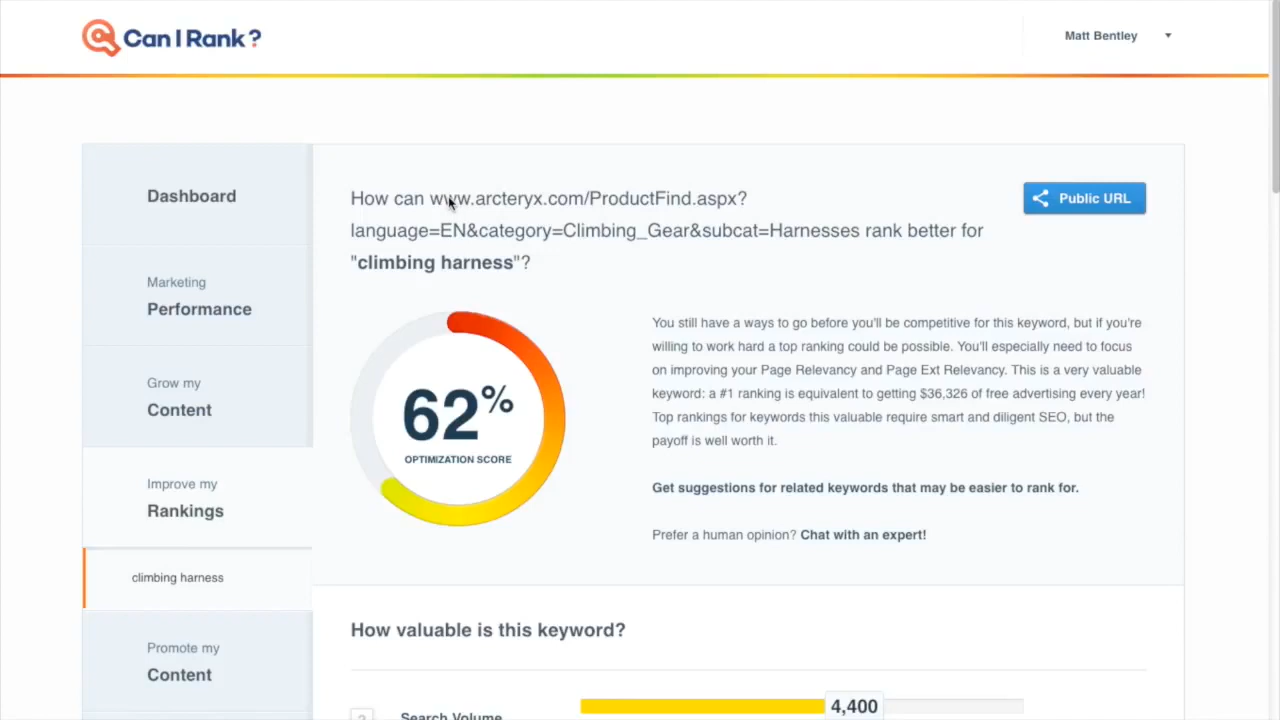 Can I Rank?
Matt Bentley
Dashboard
Marketing
Performance
Grow my
Content
Improve my
Rankings
climbing harness
Promote my
Content
How can www.arcteryx.com/ProductFind.aspx?
language=EN&category=Climbing_Gear&subcat=Harnesses rank better for
"climbing harness"?
Public URL
62%
OPTIMIZATION SCORE
You still have a ways to go before you'll be competitive for this keyword, but if you're
willing to work hard a top ranking could be possible. You'll especially need to focus
on improving your Page Relevancy and Page Ext Relevancy. This is a very valuable
keyword: a #1 ranking is equivalent to getting $36,326 of free advertising every year!
Top rankings for keywords this valuable require smart and diligent SEO, but the
payoff is well worth it.
Get suggestions for related keywords that may be easier to rank for.
Prefer a human opinion? Chat with an expert!
How valuable is this keyword?
? Search Volume
4,400